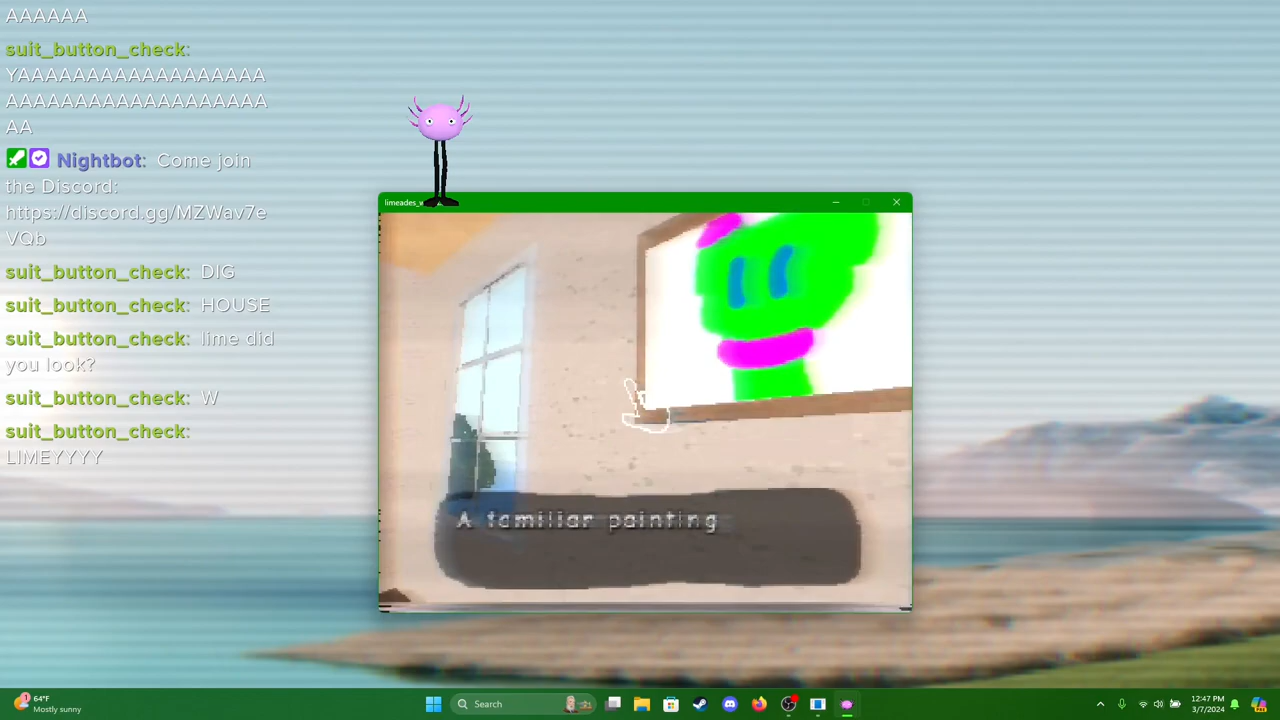 AAAAAA
suit_button_check:
YAAAAAAAAAAAAAAAAAA
AAAAAAAAAAAAAAAAAAA
AA
Nightbot: Come join
the Discord:
https://discord.gg/MZWav7e
VQb
suit_button_check: DIG
suit_button_check: HOUSE
suit_button_check: lime did
you look?
suit_button_check: W
suit_button_check:
LIMEYYYY
A familiar painting
64°F
Mostly sunny
Search
12:47 PM
3/7/2024